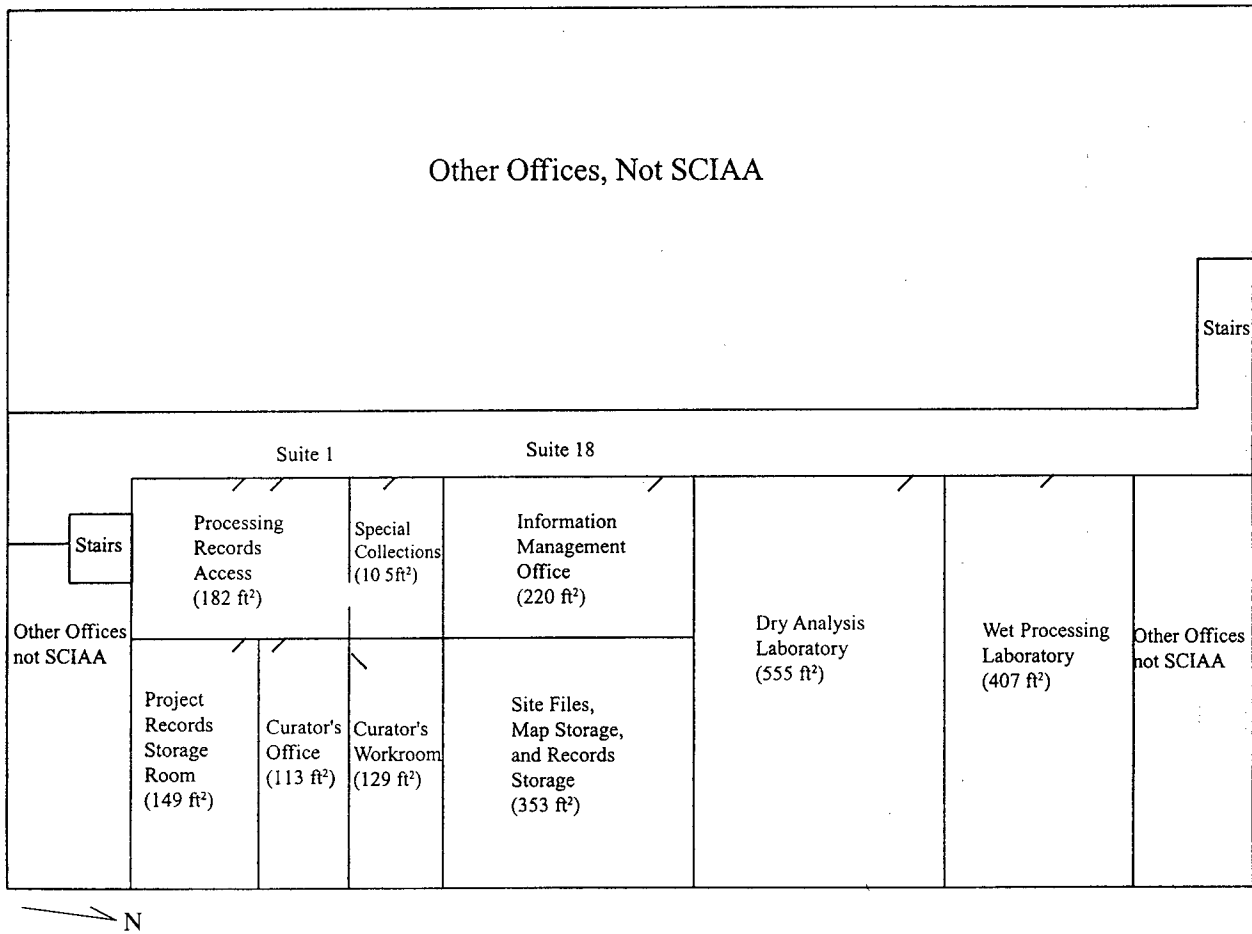 Other Offices, Not SCIAA
Stairs
Suite 1
Suite 18
Stairs
Processing
Records
Access
(182 ft²)
Special
Collections
(10 5ft²)
Information
Management
Office
(220 ft²)
Other Offices
not SCIAA
Project
Records
Storage
Room
(149 ft²)
Curator's
Office
(113 ft²)
Curator's
Workroom
(129 ft²)
Site Files,
Map Storage,
and Records
Storage
(353 ft²)
Dry Analysis
Laboratory
(555 ft²)
Wet Processing
Laboratory
(407 ft²)
Other Offices
not SCIAA
N